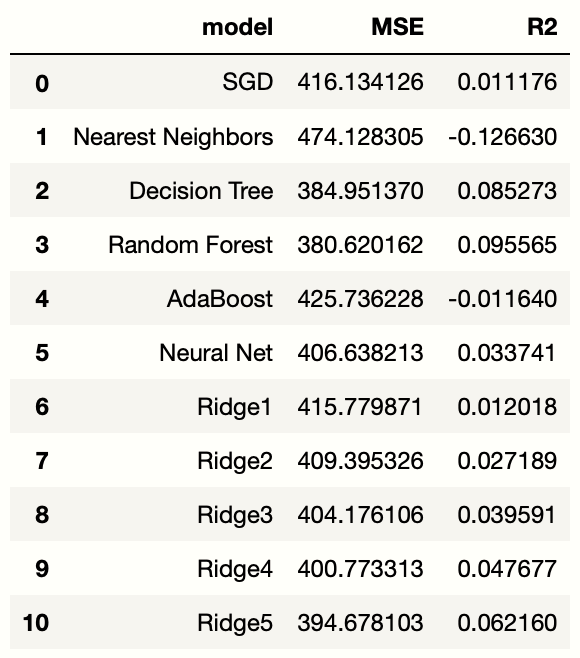 model MSE R2
0 SGD 416.134126 0.011176
1 Nearest Neighbors 474.128305 -0.126630
2 Decision Tree 384.951370 0.085273
3 Random Forest 380.620162 0.095565
4 AdaBoost 425.736228 -0.011640
5 Neural Net 406.638213 0.033741
6 Ridge1 415.779871 0.012018
7 Ridge2 409.395326 0.027189
8 Ridge3 404.176106 0.039591
9 Ridge4 400.773313 0.047677
10 Ridge5 394.678103 0.062160